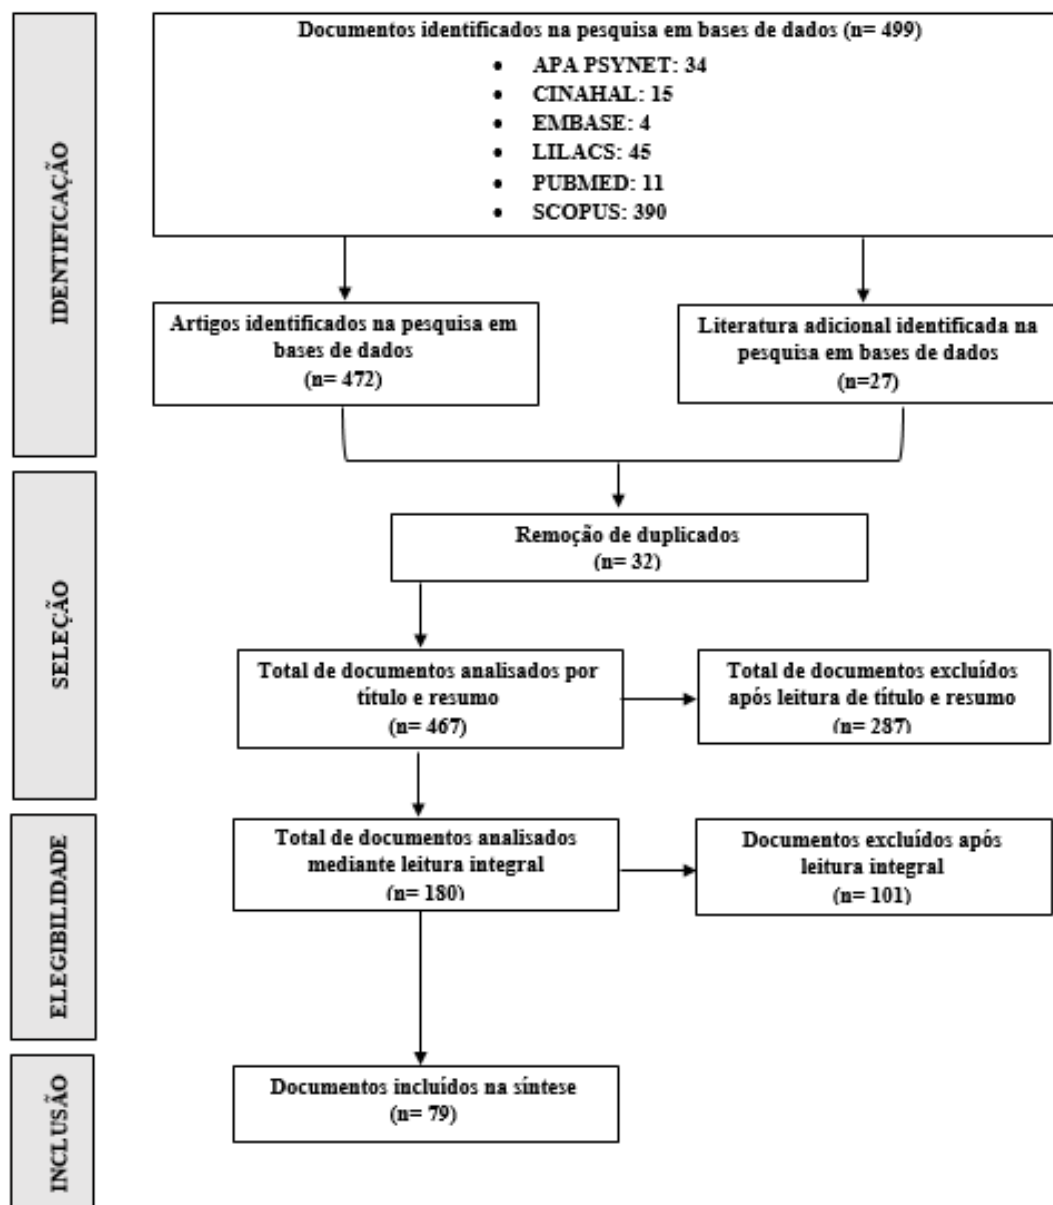 IDENTIFICAÇÃO
Documentos identificados na pesquisa em bases de dados (n= 499)
• APA PSYNET: 34
• CINAHAL: 15
• EMBASE: 4
• LILACS: 45
• PUBMED: 11
• SCOPUS: 390
Artigos identificados na pesquisa em
bases de dados
(n= 472)
Literatura adicional identificada na
pesquisa em bases de dados
(n=27)
SELEÇÃO
Remoção de duplicados
(n= 32)
Total de documentos analisados por
título e resumo
(n= 467)
Total de documentos excluídos
após leitura de título e resumo
(n= 287)
ELEGIBILIDADE
Total de documentos analisados
mediante leitura integral
(n= 180)
Documentos excluídos após
leitura integral
(n= 101)
INCLUSÃO
Documentos incluídos na síntese
(n= 79)